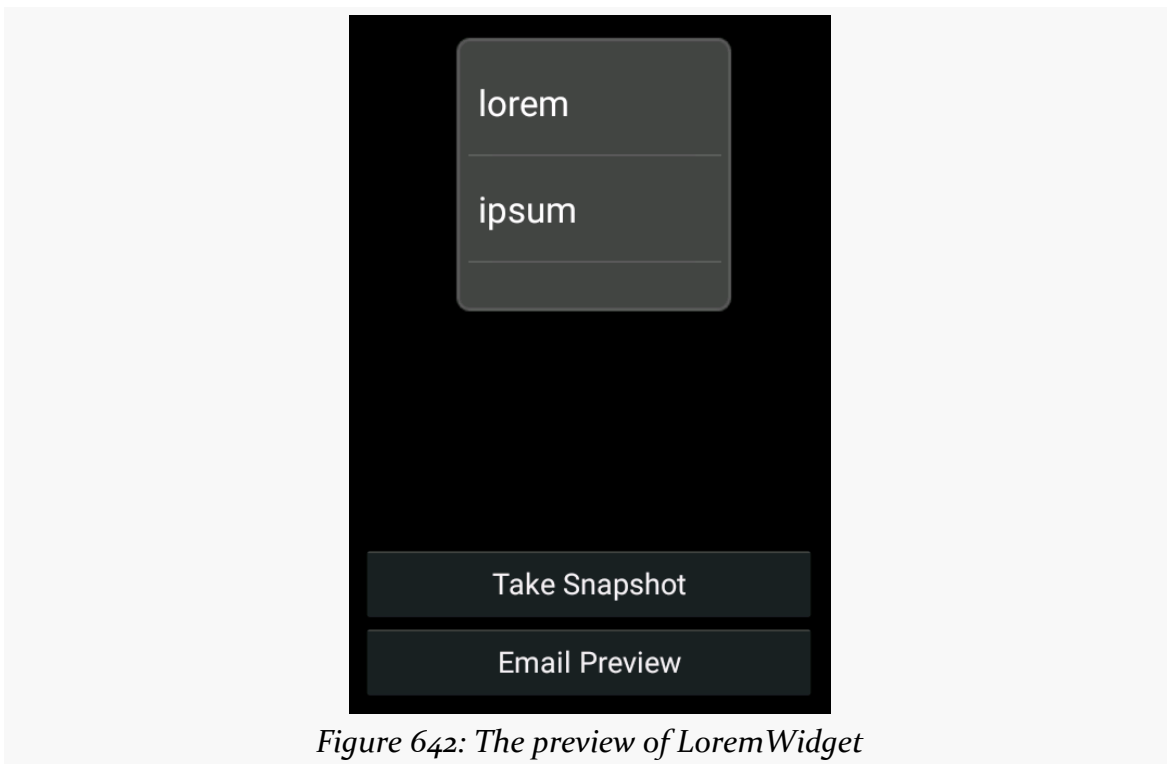 lorem
ipsum
Take Snapshot
Email Preview
Figure 642: The preview of LoremWidget